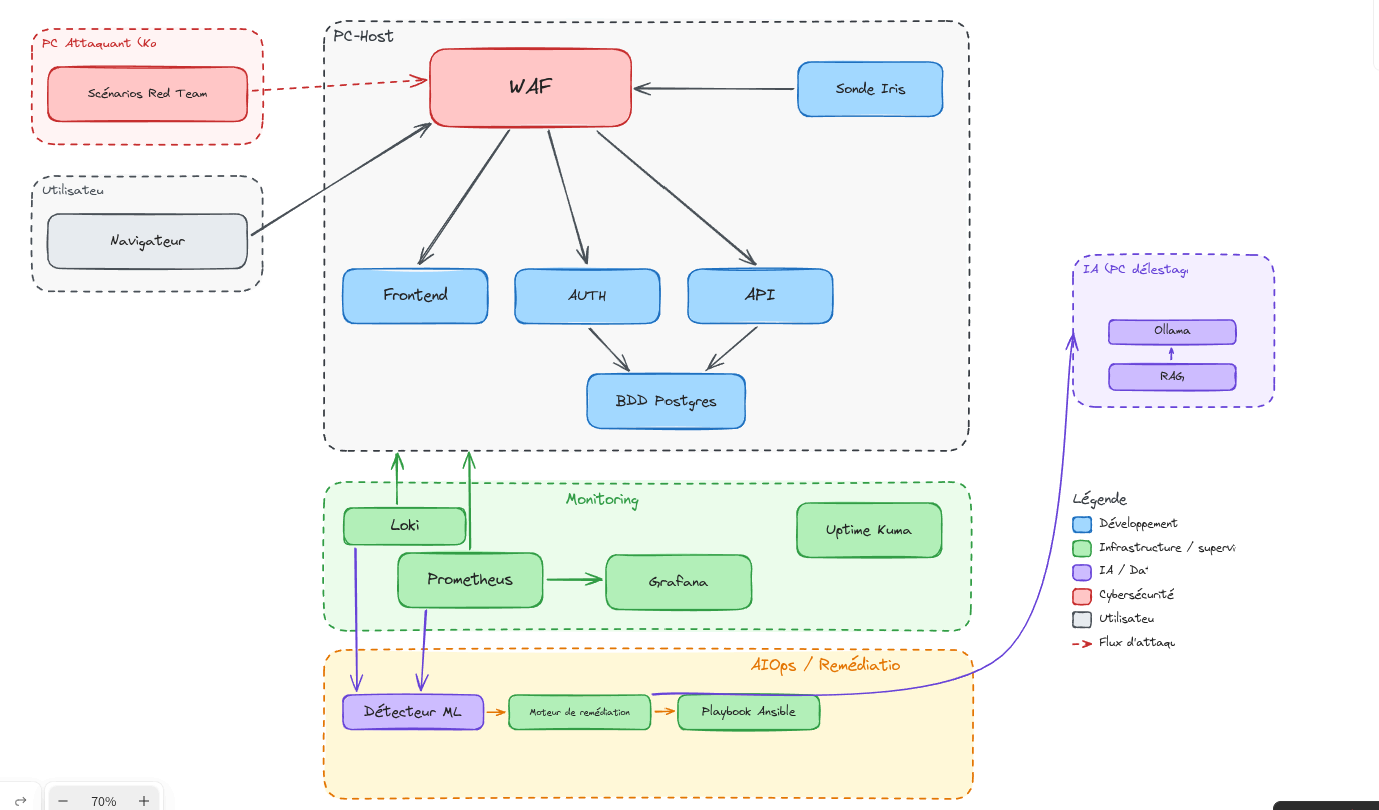 PC Attaquant (Ko
Scénarios Red Team
Utilisateu
Navigateur
PC-Host
WAF
Sonde Iris
Frontend
AUTH
API
BDD Postgres
Monitoring
Loki
Prometheus
Grafana
Uptime Kuma
AIOps / Remédiatio
Détecteur ML
Moteur de remédiation
Playbook Ansible
IA (PC délestag
Ollama
RAG
Légende
Développement
Infrastructure / supervi
IA / Da
Cybersécurité
Utilisateu
Flux d'attaqu
70%